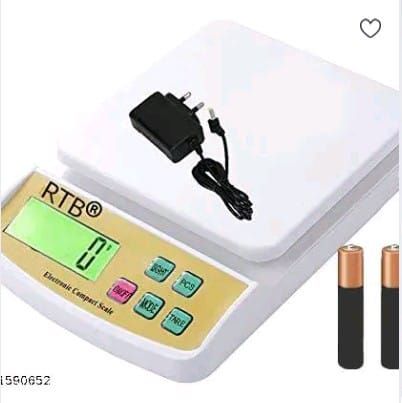 RTB®
0'
LIGHT
PCS
ON/OFF
MODE
TARE
Electronic Compact Scale
1590652